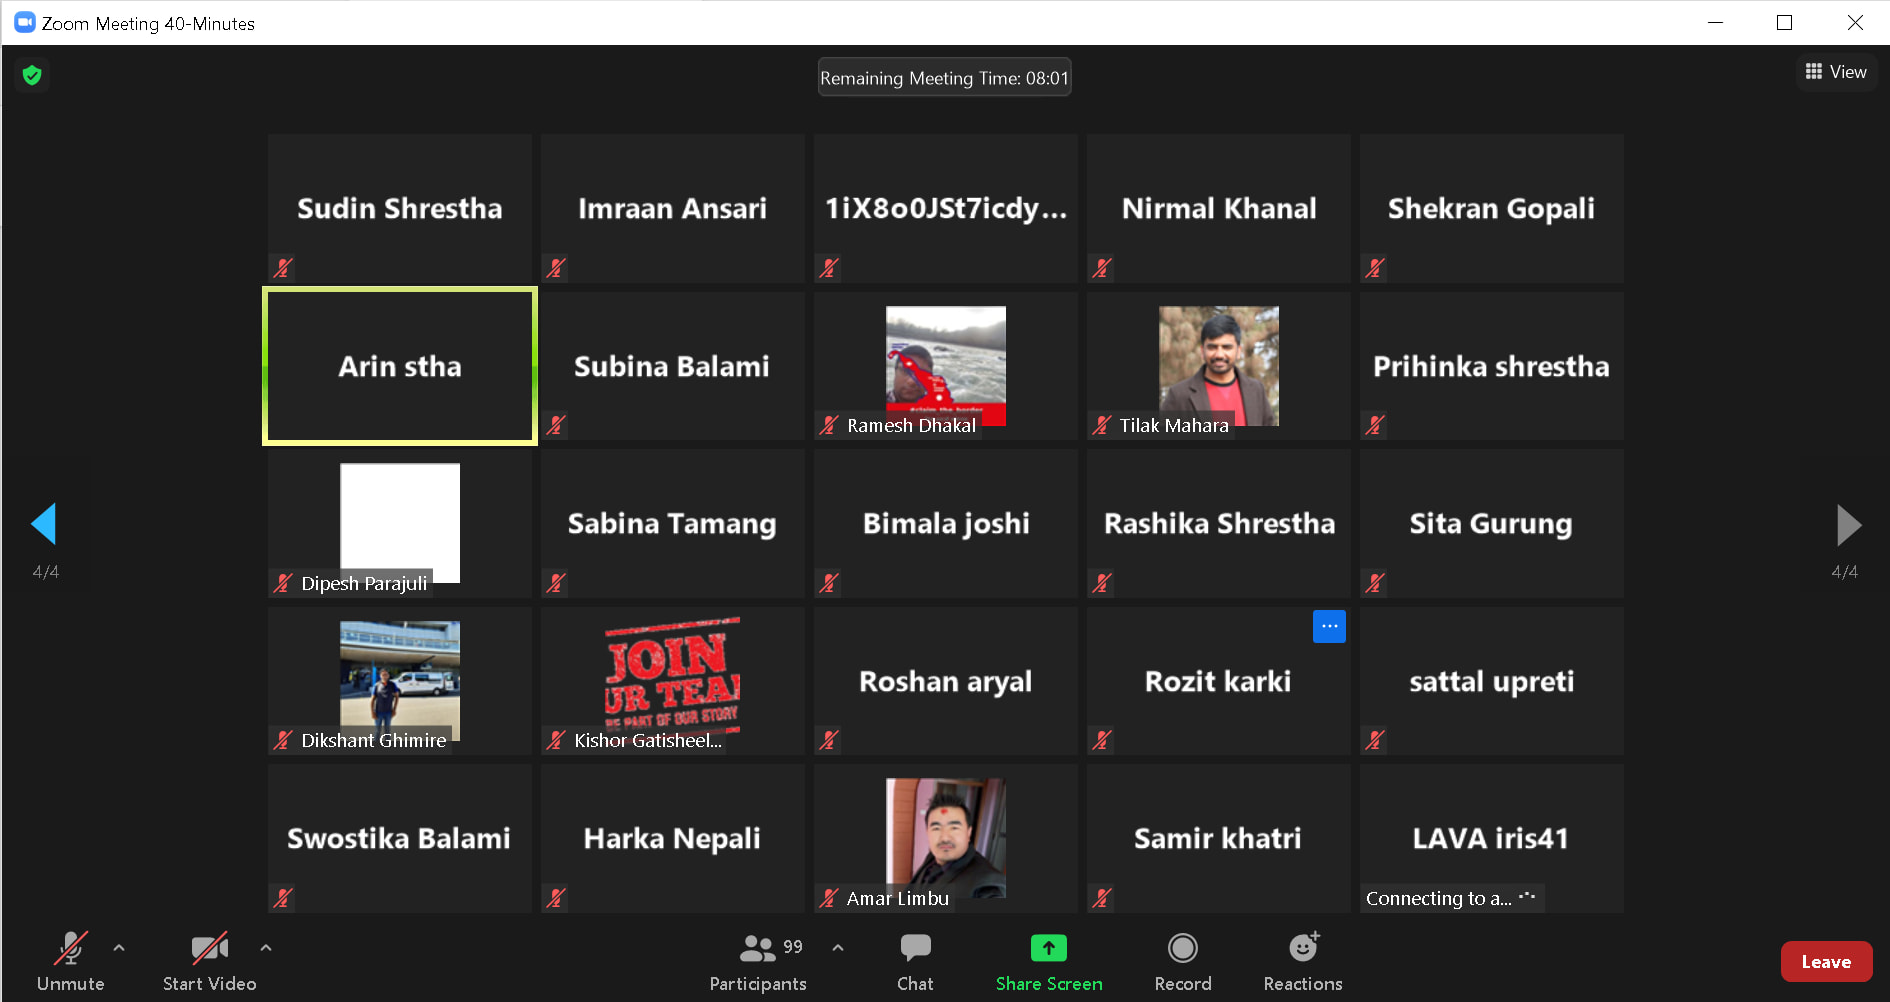 Zoom Meeting 40-Minutes
Remaining Meeting Time: 08:01
View
Sudin Shrestha
Imraan Ansari
1iX8o0JSt7icdy...
Nirmal Khanal
Shekran Gopali
Arin stha
Subina Balami
#claim the border
Ramesh Dhakal
Tilak Mahara
Prihinka shrestha
Dipesh Parajuli
Sabina Tamang
Bimala joshi
Rashika Shrestha
Sita Gurung
4/4
4/4
Dikshant Ghimire
JOIN
UR TEA
BE PART OF OUR STORY
Kishor Gatisheel...
Roshan aryal
Rozit karki
sattal upreti
Swostika Balami
Harka Nepali
Amar Limbu
Samir khatri
LAVA iris41
Connecting to a...
Unmute
Start Video
99
Participants
Chat
Share Screen
Record
Reactions
Leave